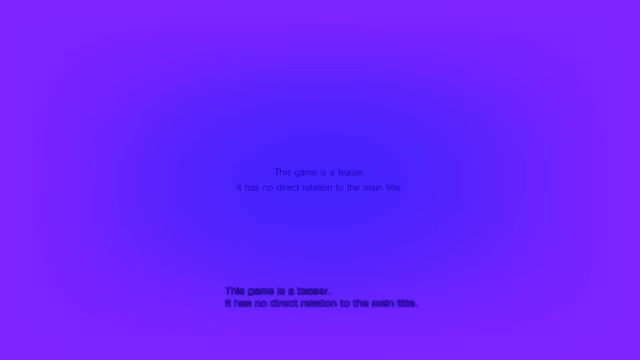 This game is a teaser.
It has no direct relation to the main title.
This game is a teaser.
It has no direct relation to the main title.